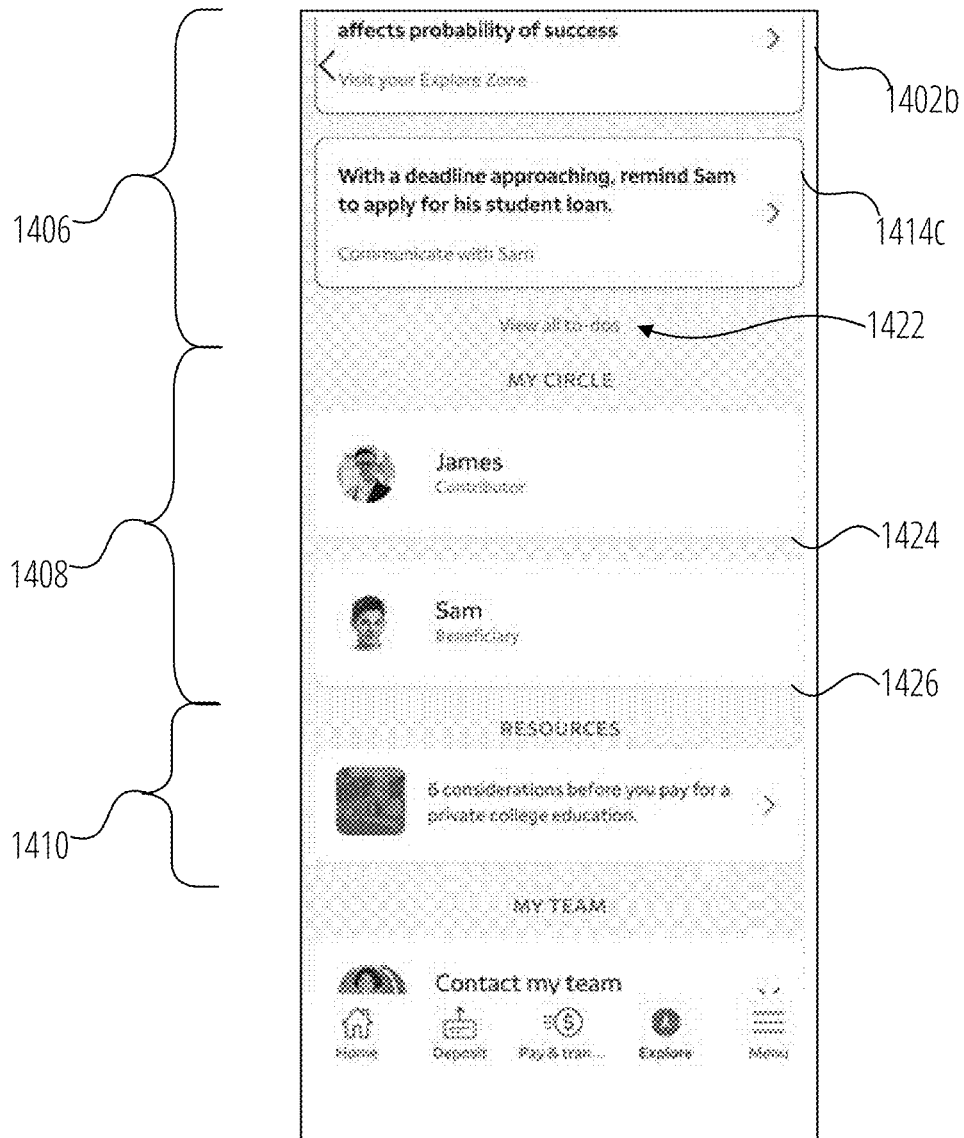 affects probability of success
Visit your Explore Zone
1402b
With a deadline approaching, remind Sam
to apply for his student loan.
1414c
1406
Communicate with Sam
View all to-dos
1422
MY CIRCLE
James
Contributor
1424
1408
Sam
Beneficiary
1426
RESOURCES
6 considerations before you pay for a
private college education.
1410
MY TEAM
Contact my team
Home
Deposit
Pay & tran...
Explore
Menu